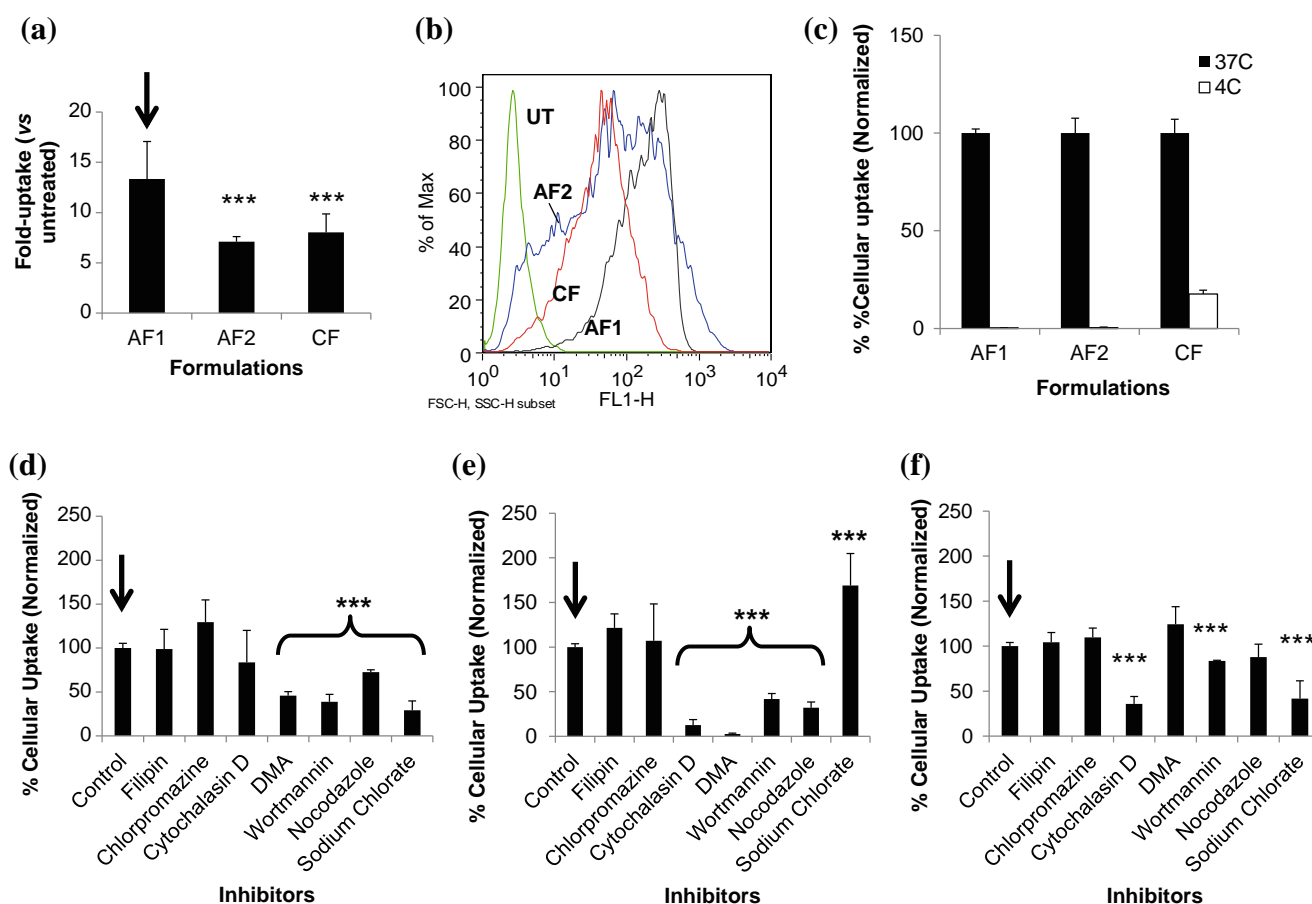 (a)
Fold-uptake (vs
untreated)
20
15
10
5
0
***
***
AF1
AF2
CF
Formulations
(b)
% of Max
100
80
60
40
20
0
UT
AF2
CF
AF1
10^0
10^1
10^2
10^3
10^4
FSC-H, SSC-H subset
FL1-H
(c)
% %Cellular uptake (Normalized)
150
100
50
0
37C
4C
AF1
AF2
CF
Formulations
(d)
% Cellular Uptake (Normalized)
250
200
150
100
50
0
***
Control
Filipin
Chlorpromazine
Cytochalasin D
DMA
Wortmannin
Nocodazole
Sodium Chlorate
Inhibitors
(e)
% Cellular Uptake (Normalized)
250
200
150
100
50
0
***
***
Control
Filipin
Chlorpromazine
Cytochalasin D
DMA
Wortmannin
Nocodazole
Sodium Chlorate
Inhibitors
(f)
% Cellular Uptake (Normalized)
250
200
150
100
50
0
***
***
***
Control
Filipin
Chlorpromazine
Cytochalasin D
DMA
Wortmannin
Nocodazole
Sodium Chlorate
Inhibitors